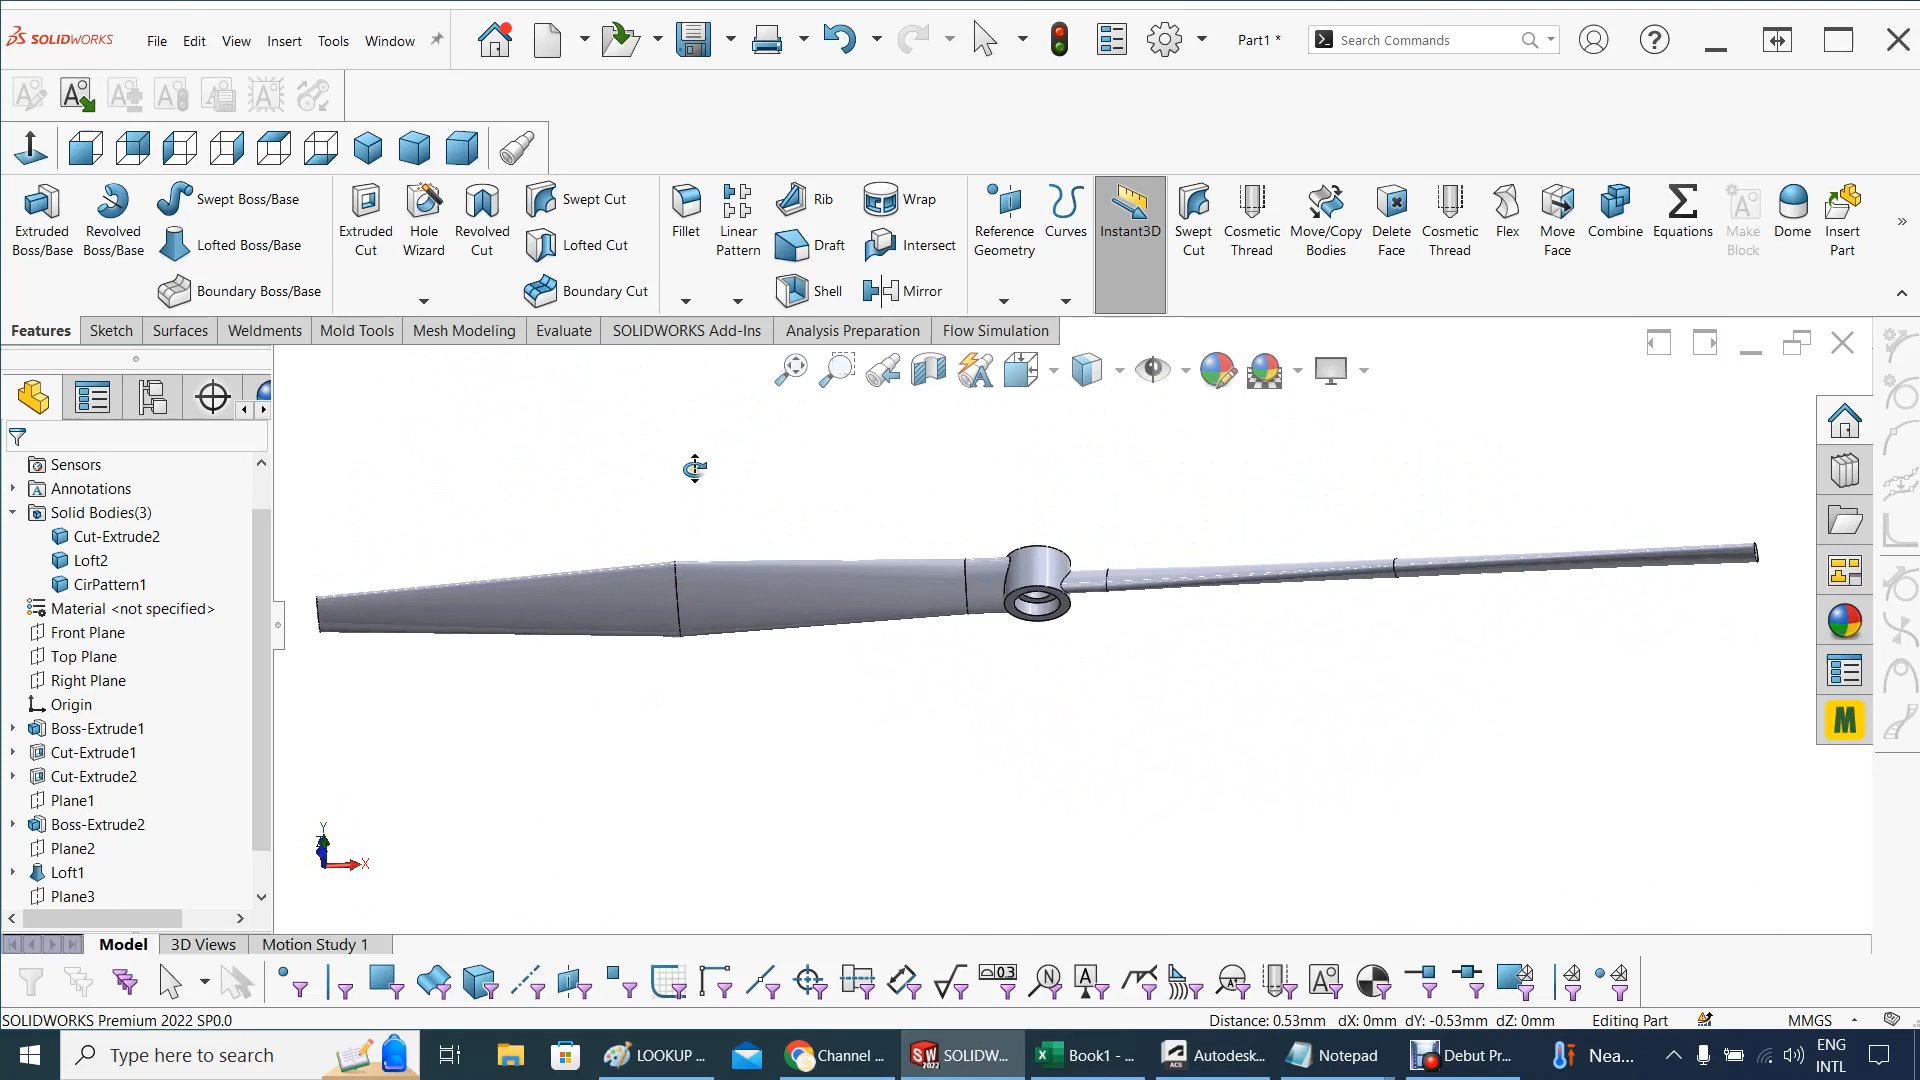 SOLIDWORKS File Edit View Insert Tools Window Part1 * Search Commands
Extruded Boss/Base
Revolved Boss/Base
Swept Boss/Base
Lofted Boss/Base
Boundary Boss/Base
Extruded Cut
Hole Wizard
Revolved Cut
Swept Cut
Lofted Cut
Boundary Cut
Fillet
Linear Pattern
Rib
Draft
Shell
Wrap
Intersect
Mirror
Reference Geometry
Curves
Instant3D
Swept Cut
Cosmetic Thread
Move/Copy Bodies
Delete Face
Cosmetic Thread
Flex
Move Face
Combine
Equations
Make Block
Dome
Insert Part
Features Sketch Surfaces Weldments Mold Tools Mesh Modeling Evaluate SOLIDWORKS Add-Ins Analysis Preparation Flow Simulation
Sensors
Annotations
Solid Bodies(3)
Cut-Extrude2
Loft2
CirPattern1
Material <not specified>
Front Plane
Top Plane
Right Plane
Origin
Boss-Extrude1
Cut-Extrude1
Cut-Extrude2
Plane1
Boss-Extrude2
Plane2
Loft1
Plane3
Y
Z
X
M
Model 3D Views Motion Study 1
SOLIDWORKS Premium 2022 SP0.0 Distance: 0.53mm dX: 0mm dY: -0.53mm dZ: 0mm Editing Part MMGS
Type here to search LOOKUP ... Channel ... SOLIDW... Book1 - ... Autodesk... Notepad Debut Pr... Nea... ENG
INTL